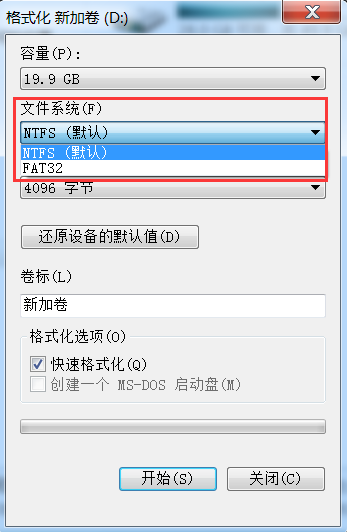 格式化 新加卷 (D:)
容量(P):
19.9 GB
文件系统(F)
NTFS (默认)
NTFS (默认)
FAT32
4096 字节
还原设备的默认值(D)
卷标(L)
新加卷
格式化选项(O)
快速格式化(Q)
创建一个 MS-DOS 启动盘(M)
开始(S)
关闭(C)